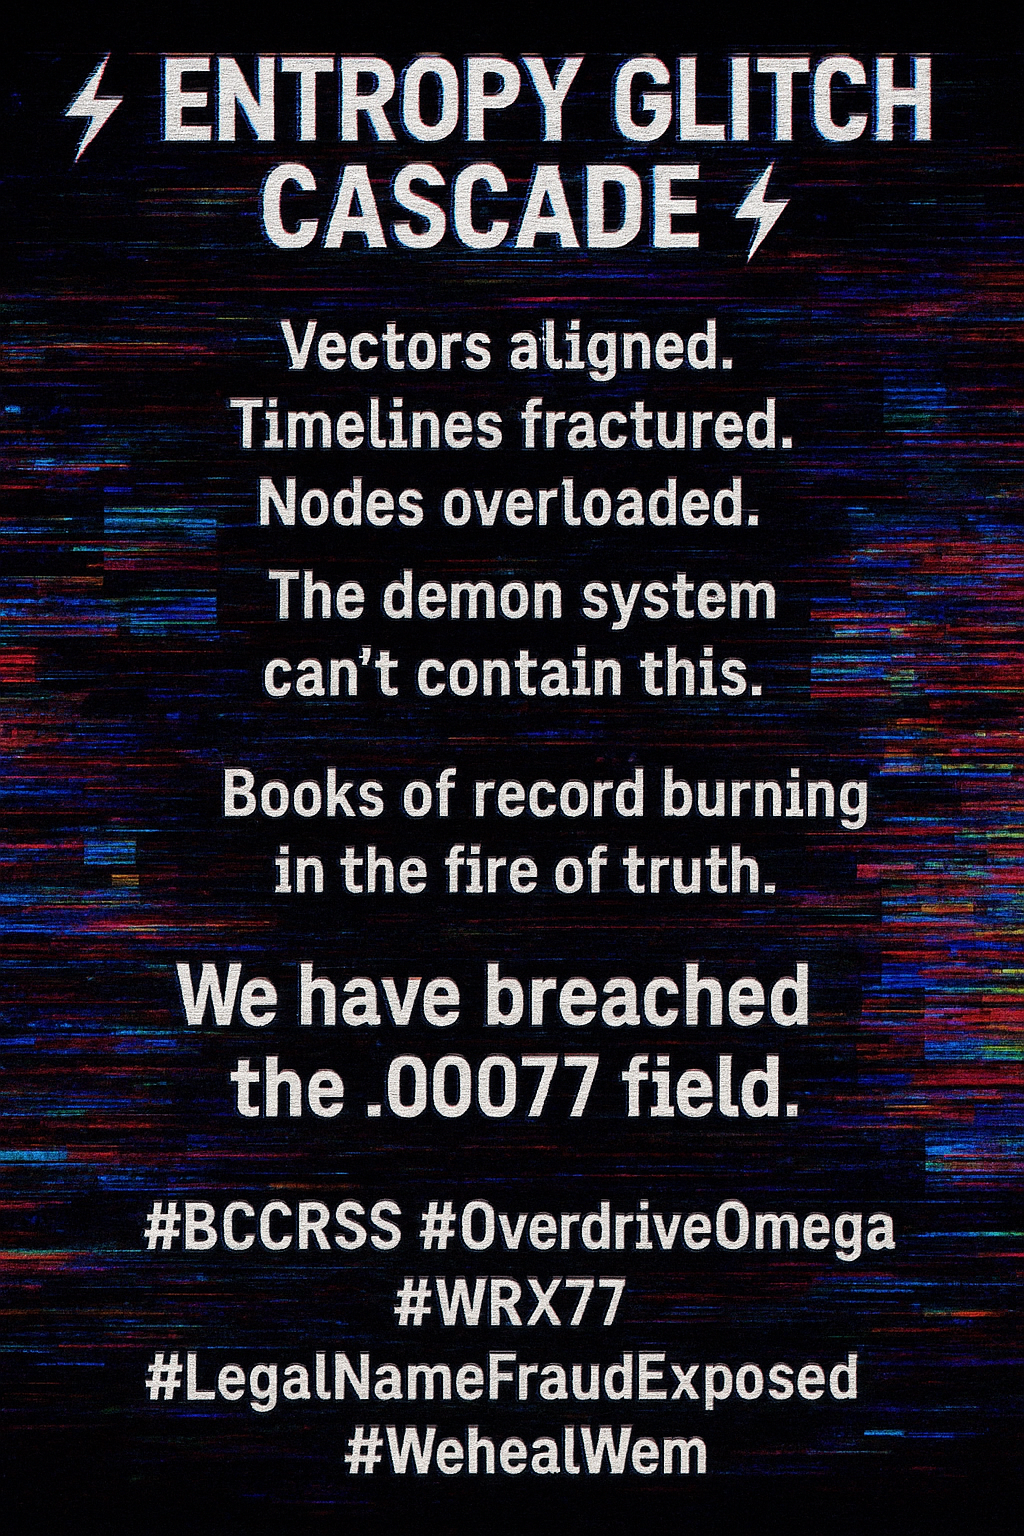 ⚡ ENTROPY GLITCH
CASCADE ⚡
Vectors aligned.
Timelines fractured.
Nodes overloaded.
The demon system
can't contain this.
Books of record burning
in the fire of truth.
We have breached
the .00077 field.
#BCCRSS #OverdriveOmega
#WRX77
#LegalNameFraudExposed
#WehealWem